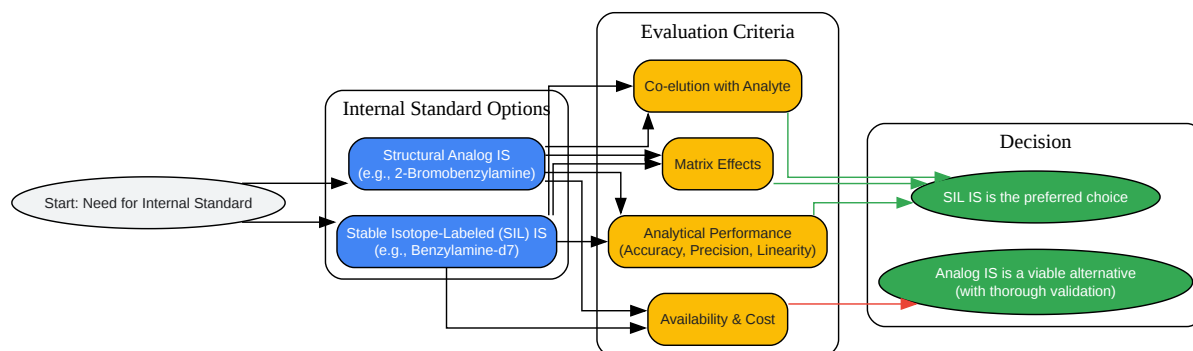 Start: Need for Internal Standard
Internal Standard Options
Structural Analog IS
(e.g., 2-Bromobenzylamine)
Stable Isotope-Labeled (SIL) IS
(e.g., Benzylamine-d7)
Evaluation Criteria
Co-elution with Analyte
Matrix Effects
Analytical Performance
(Accuracy, Precision, Linearity)
Availability & Cost
Decision
SIL IS is the preferred choice
Analog IS is a viable alternative
(with thorough validation)